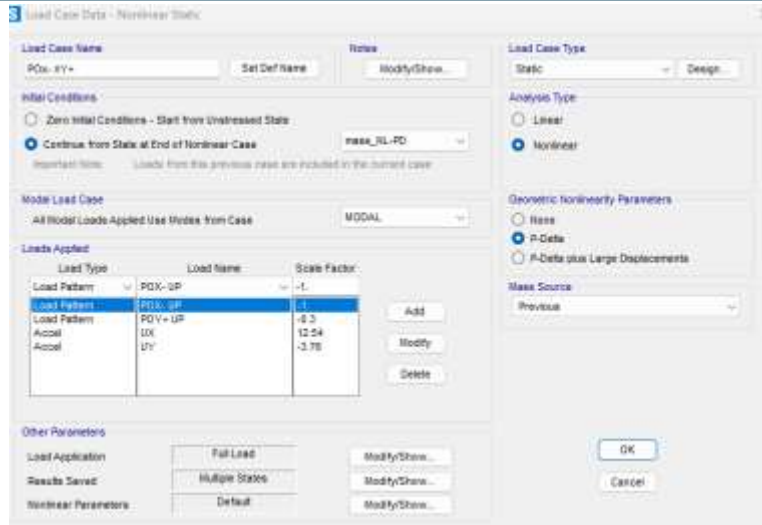 Load Case Data - Nonlinear Static
Load Case Name
POx-XY+
Set Def Name
Notes
Modify/Show...
Load Case Type
Static
Design...
Initial Conditions
Zero Initial Conditions - Start from Unstressed State
Continue from State at End of Nonlinear Case
mass_NL-PD
Important Note: Loads from this previous case are included in the current case
Analysis Type
Linear
Nonlinear
Modal Load Case
All Modal Loads Applied Use Modes from Case
MODAL
Geometric Nonlinearity Parameters
None
P-Delta
P-Delta plus Large Displacements
Loads Applied
Load Type Load Name Scale Factor
Load Pattern POX- UP -1.
Load Pattern POX- UP -1.
Load Pattern POY+ UP -0.3
Accel UX 12.54
Accel UY -3.76
Add
Modify
Delete
Mass Source
Previous
Other Parameters
Load Application Full Load Modify/Show...
Results Saved Multiple States Modify/Show...
Nonlinear Parameters Default Modify/Show...
OK
Cancel